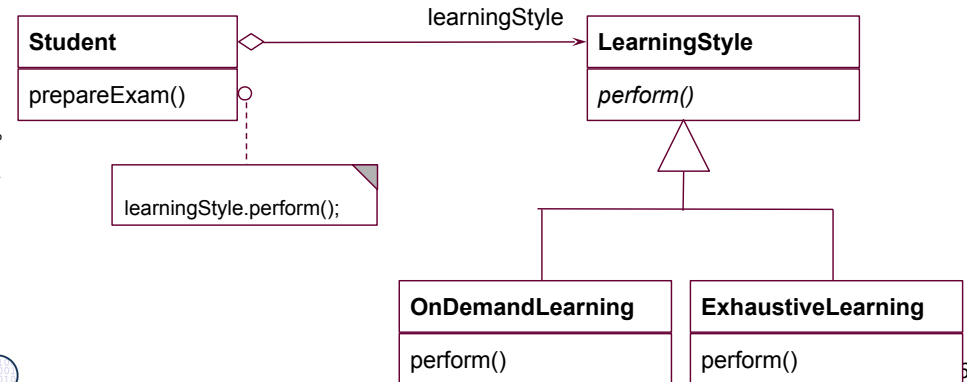 learningStyle
Student
LearningStyle
prepareExam()
perform()
learningStyle.perform();
OnDemandLearning
ExhaustiveLearning
perform()
perform()